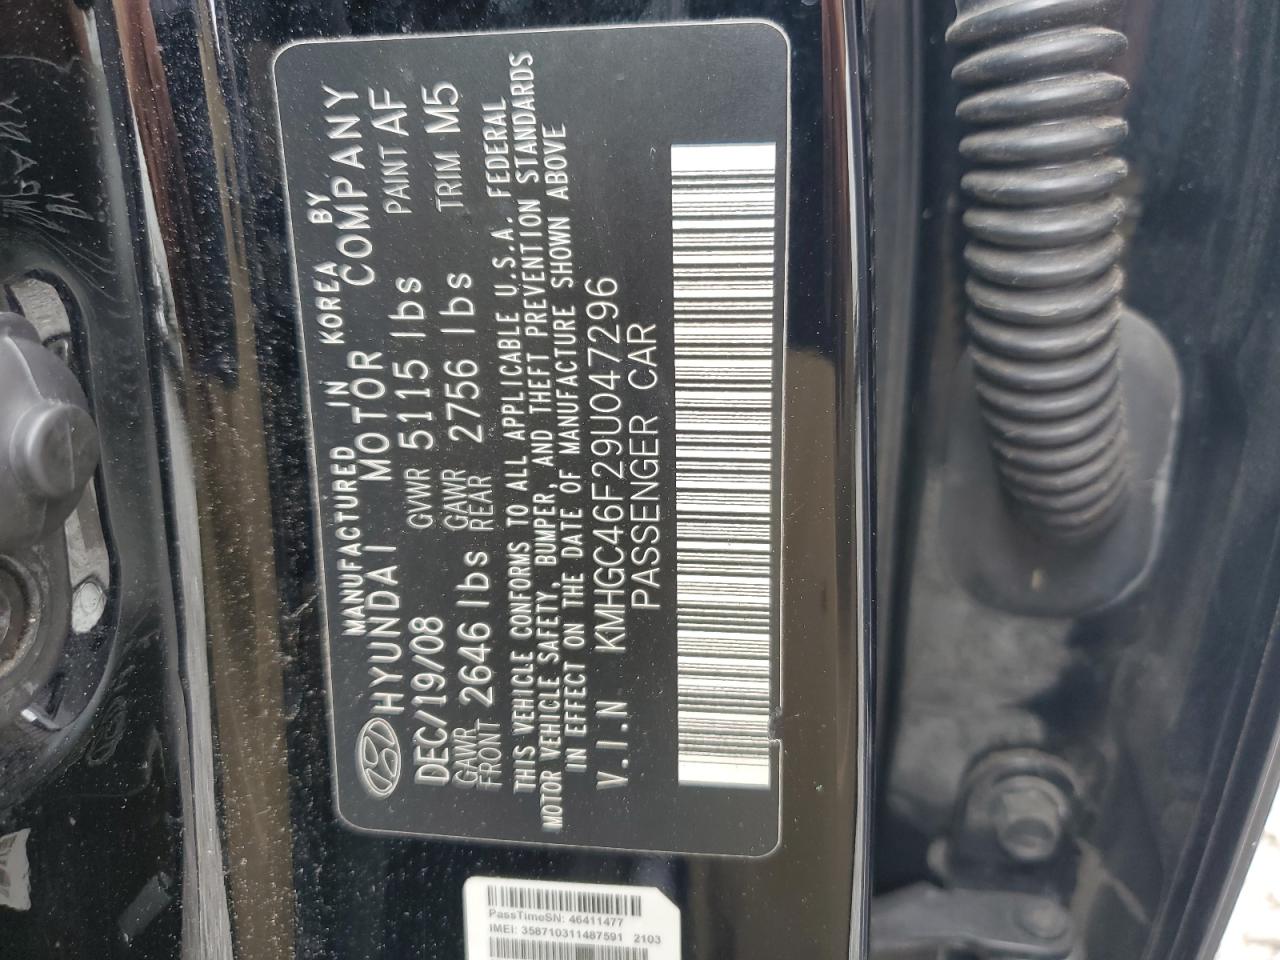 MANUFACTURED IN KOREA BY
HYUNDAI MOTOR COMPANY
DEC/19/08 GVWR 5115 lbs PAINT AF
GAWR FRONT 2646 lbs GAWR REAR 2756 lbs TRIM M5
THIS VEHICLE CONFORMS TO ALL APPLICABLE U.S.A. FEDERAL
MOTOR VEHICLE SAFETY, BUMPER, AND THEFT PREVENTION STANDARDS
IN EFFECT ON THE DATE OF MANUFACTURE SHOWN ABOVE
V.I.N KMHGC46F29U047296
PASSENGER CAR
PassTimeSN: 46411477
IMEI: 358710311487591 2103